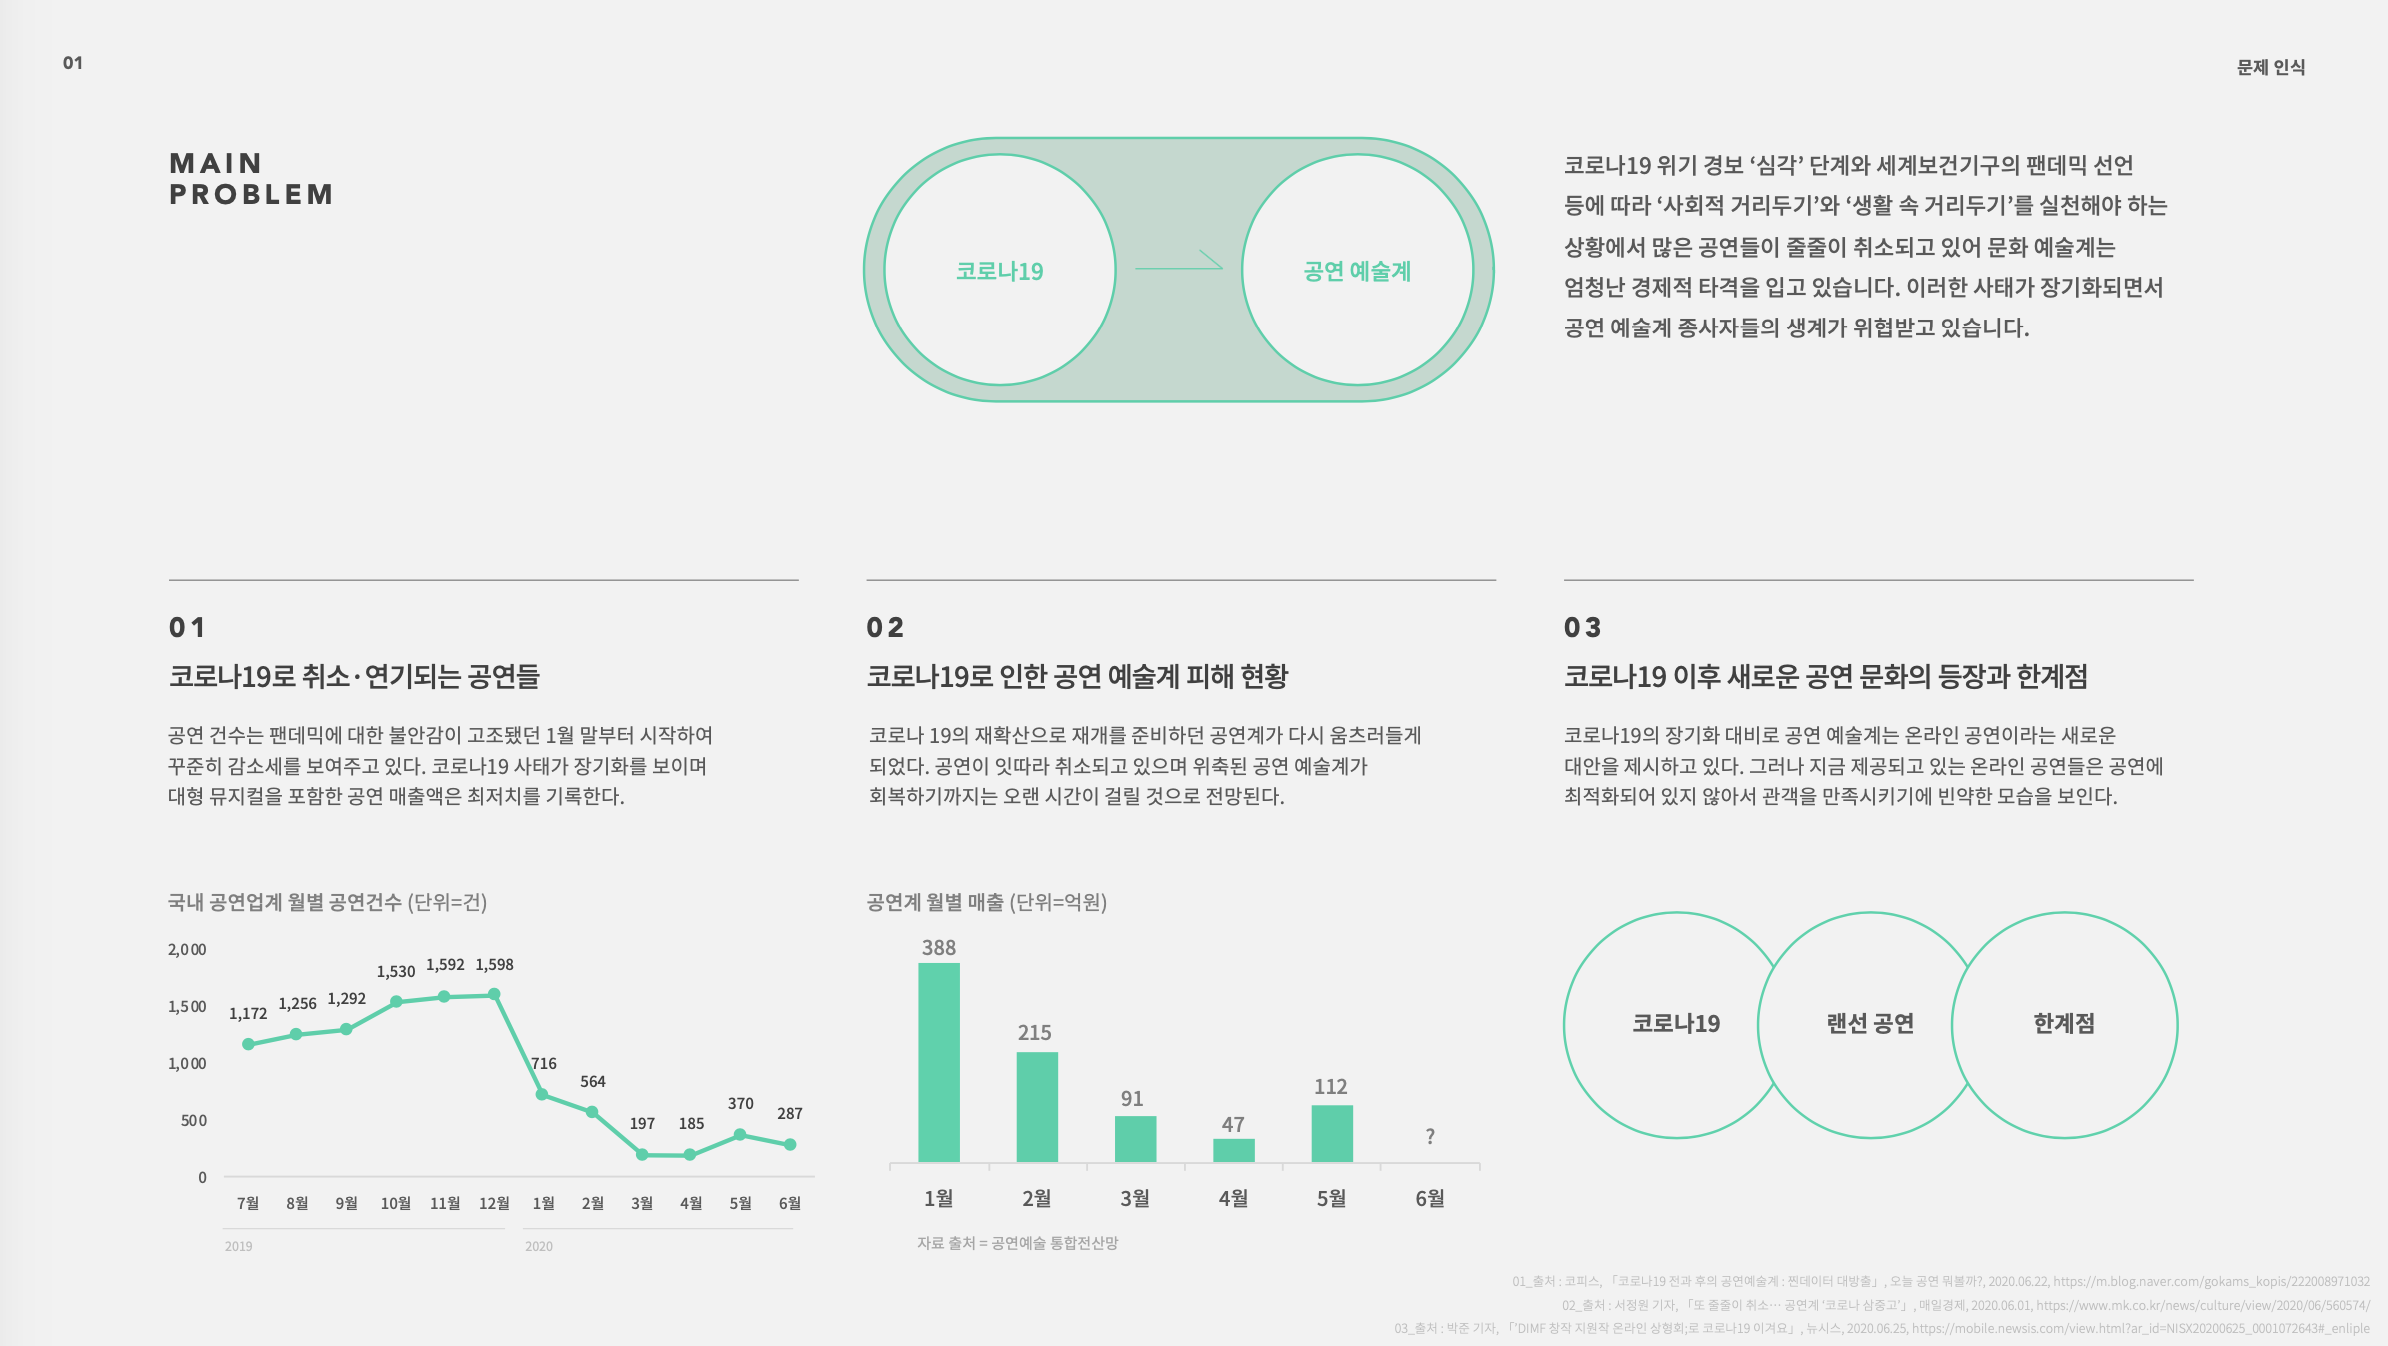 01
문제 인식
MAIN
PROBLEM
코로나19
공연 예술계
코로나19 위기 경보 ‘심각’ 단계와 세계보건기구의 팬데믹 선언
등에 따라 ‘사회적 거리두기’와 ‘생활 속 거리두기’를 실천해야 하는
상황에서 많은 공연들이 줄줄이 취소되고 있어 문화 예술계는
엄청난 경제적 타격을 입고 있습니다. 이러한 사태가 장기화되면서
공연 예술계 종사자들의 생계가 위협받고 있습니다.
01
코로나19로 취소·연기되는 공연들
공연 건수는 팬데믹에 대한 불안감이 고조됐던 1월 말부터 시작하여
꾸준히 감소세를 보여주고 있다. 코로나19 사태가 장기화를 보이며
대형 뮤지컬을 포함한 공연 매출액은 최저치를 기록한다.
국내 공연업계 월별 공연건수 (단위=건)
2,000
1,500
1,000
500
0
1,172
1,256
1,292
1,530
1,592
1,598
716
564
197
185
370
287
7월
8월
9월
10월
11월
12월
1월
2월
3월
4월
5월
6월
2019
2020
02
코로나19로 인한 공연 예술계 피해 현황
코로나 19의 재확산으로 재개를 준비하던 공연계가 다시 움츠러들게
되었다. 공연이 잇따라 취소되고 있으며 위축된 공연 예술계가
회복하기까지는 오랜 시간이 걸릴 것으로 전망된다.
공연계 월별 매출 (단위=억원)
388
215
91
47
112
?
1월
2월
3월
4월
5월
6월
자료 출처 = 공연예술 통합전산망
03
코로나19 이후 새로운 공연 문화의 등장과 한계점
코로나19의 장기화 대비로 공연 예술계는 온라인 공연이라는 새로운
대안을 제시하고 있다. 그러나 지금 제공되고 있는 온라인 공연들은 공연에
최적화되어 있지 않아서 관객을 만족시키기에 빈약한 모습을 보인다.
코로나19
랜선 공연
한계점
01_출처 : 코피스, 「코로나19 전과 후의 공연예술계 : 찐데이터 대방출」, 오늘 공연 뭐볼까?, 2020.06.22, https://m.blog.naver.com/gokams_kopis/222008971032
02_출처 : 서정원 기자, 「또 줄줄이 취소… 공연계 ‘코로나 삼중고’」, 매일경제, 2020.06.01, https://www.mk.co.kr/news/culture/view/2020/06/560574/
03_출처 : 박준 기자, 「‘DIMF 창작 지원작 온라인 상형회;로 코로나19 이겨요」, 뉴시스, 2020.06.25, https://mobile.newsis.com/view.html?ar_id=NISX20200625_0001072643#_enliple